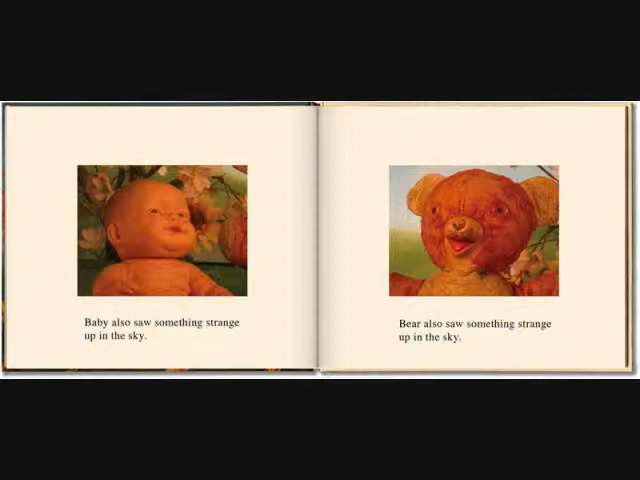 Baby also saw something strange
up in the sky.
Bear also saw something strange
up in the sky.